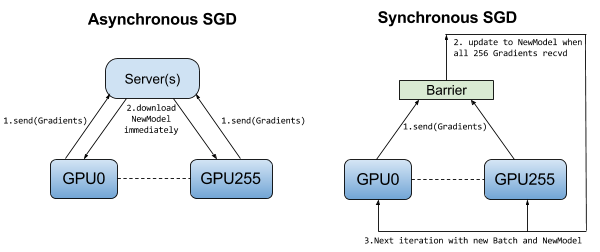 Asynchronous SGD
Server(s)
1.send(Gradients)
2.download
NewModel
immediately
1.send(Gradients)
GPU0
GPU255
Synchronous SGD
2. update to NewModel when
all 256 Gradients recvd
Barrier
1.send(Gradients)
GPU0
GPU255
3.Next iteration with new Batch and NewModel